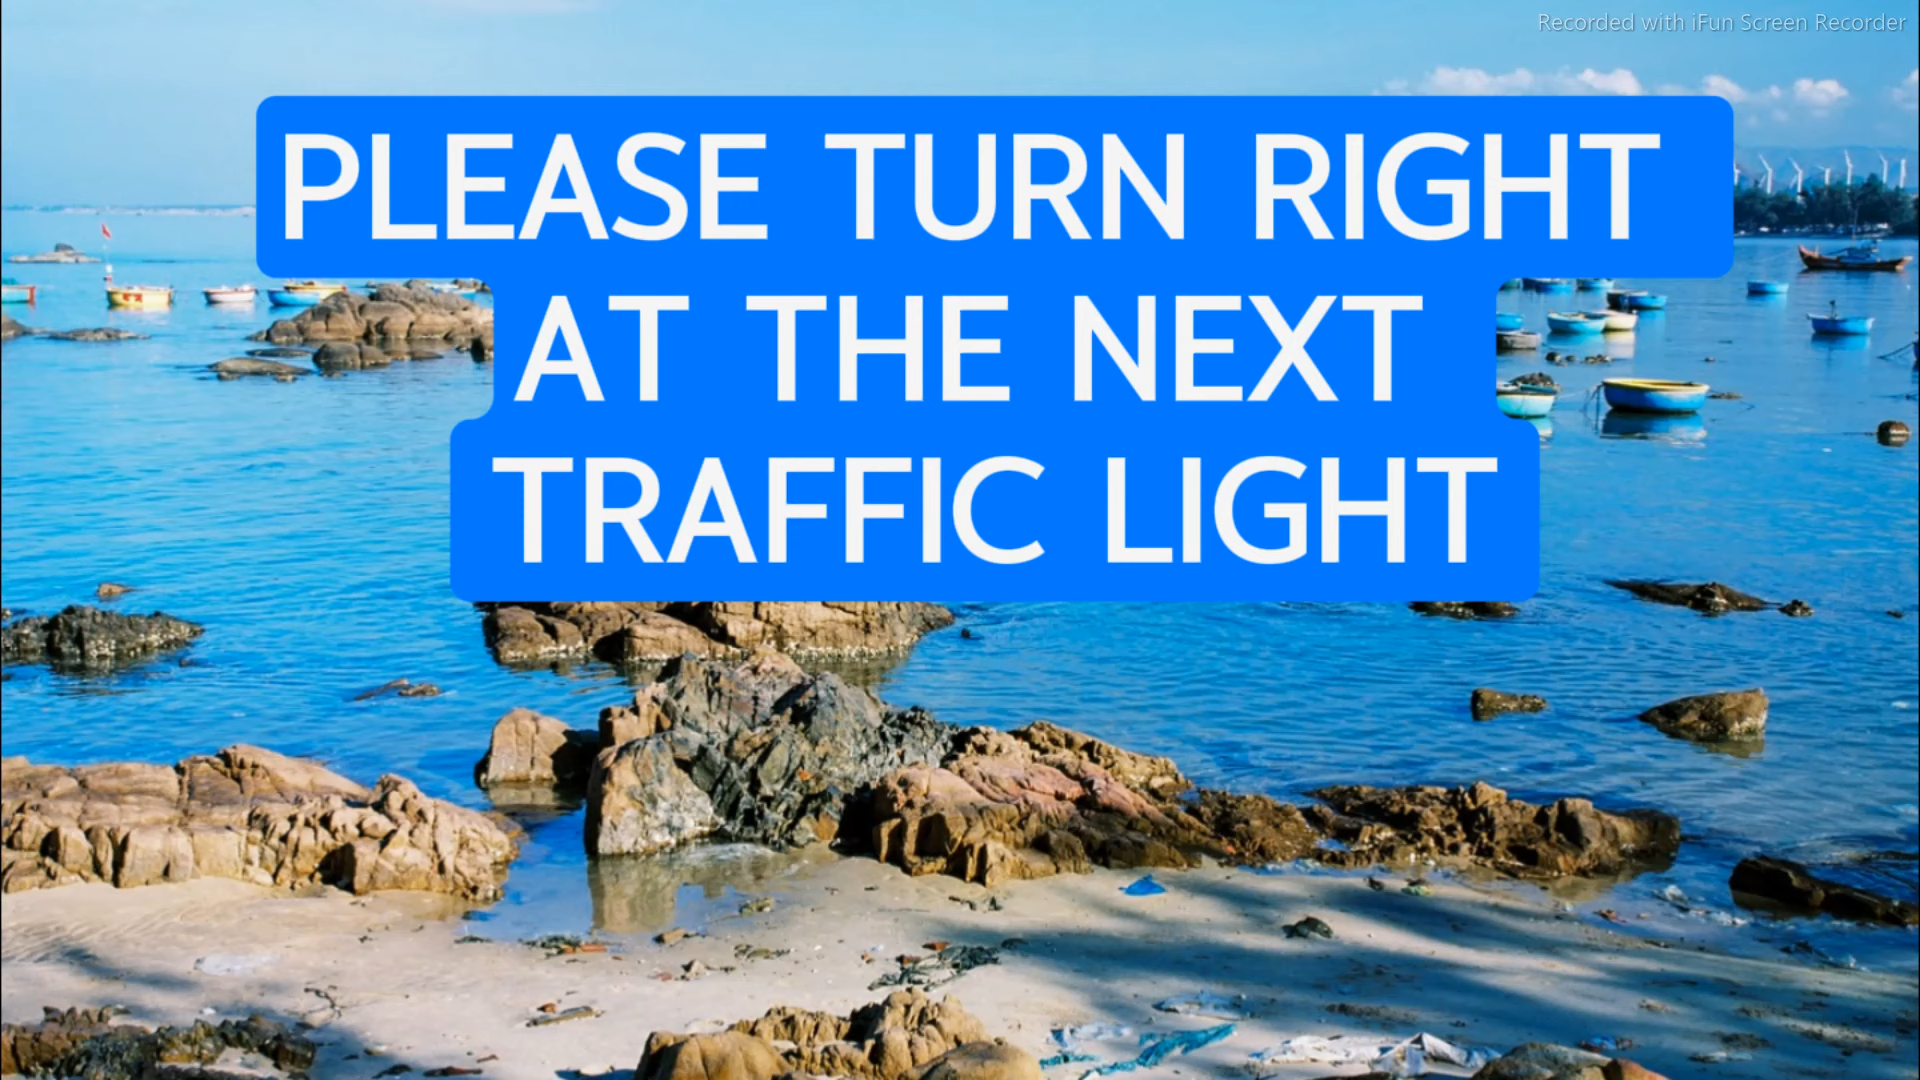 Recorded with iFun Screen Recorder
PLEASE TURN RIGHT
AT THE NEXT
TRAFFIC LIGHT